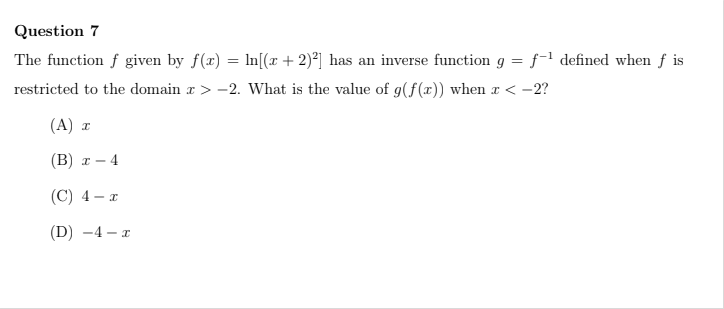 Question 7
The function f given by f(x) = ln[(x + 2)²] has an inverse function g = f⁻¹ defined when f is
restricted to the domain x > −2. What is the value of g(f(x)) when x < −2?
(A) x
(B) x − 4
(C) 4 − x
(D) −4 − x